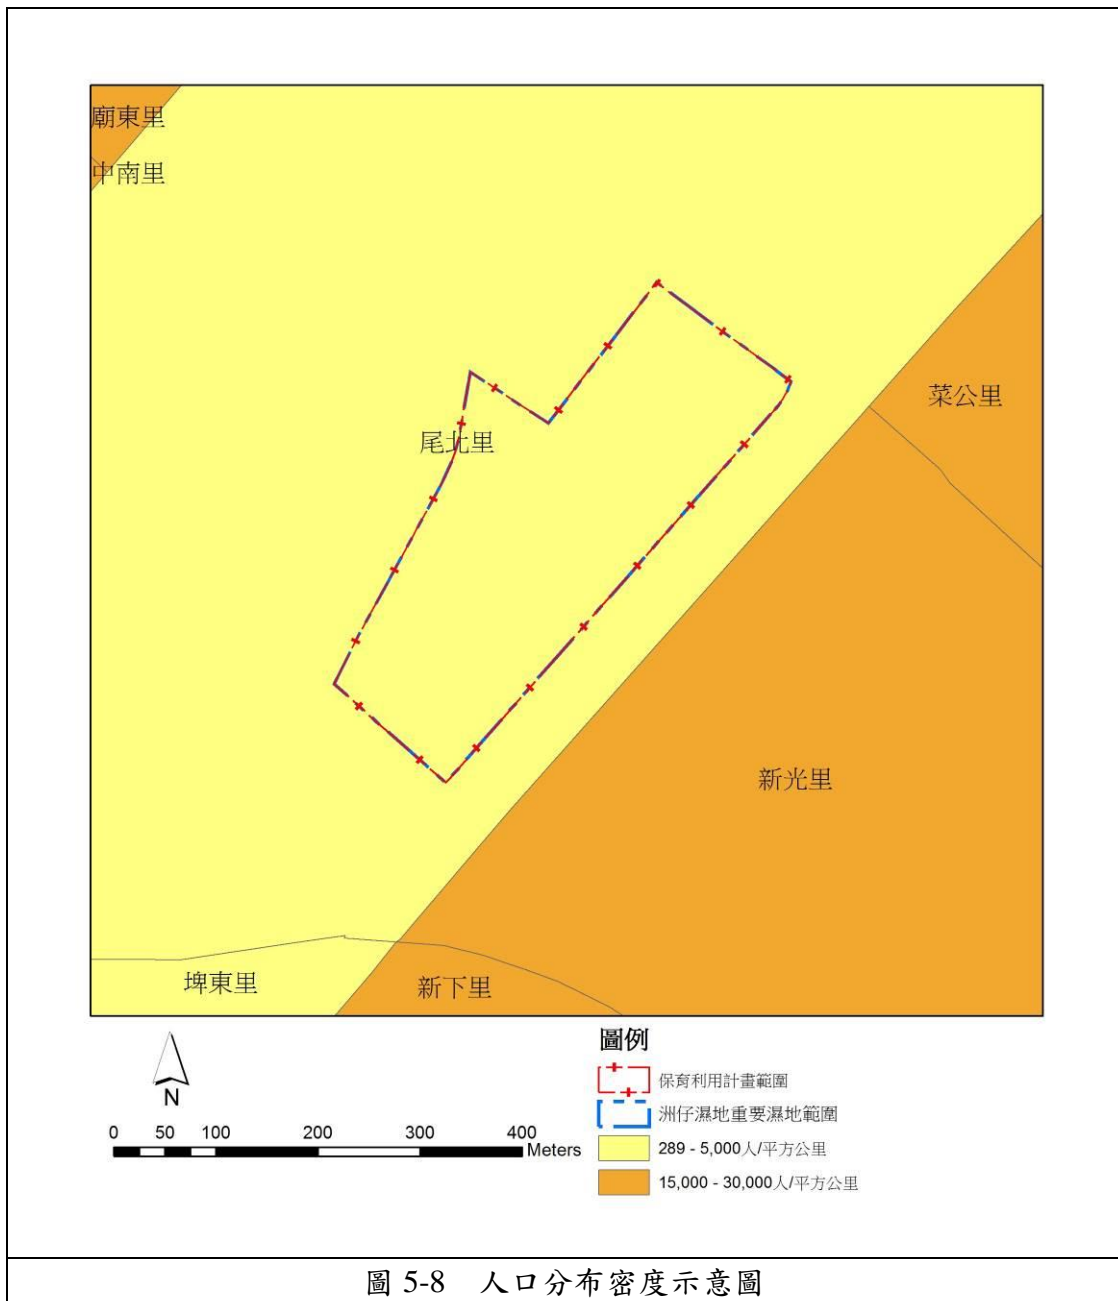 廟東里
中南里
菜公里
尾北里
新光里
埤東里
新下里
圖例
保育利用計畫範圍
洲仔濕地重要濕地範圍
289 - 5,000人/平方公里
15,000 - 30,000人/平方公里
N
0 50 100 200 300 400
Meters
圖 5-8 人口分布密度示意圖